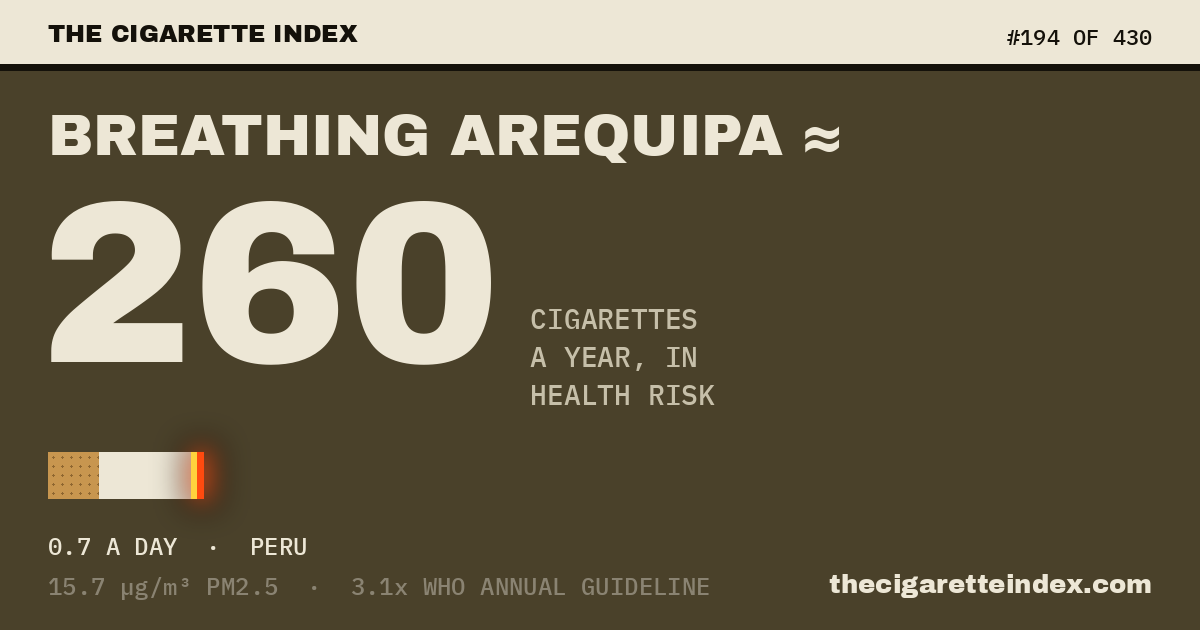 THE CIGARETTE INDEX
#194 OF 430
BREATHING AREQUIPA ≈
260
CIGARETTES
A YEAR, IN
HEALTH RISK
0.7 A DAY · PERU
15.7 µg/m³ PM2.5 · 3.1x WHO ANNUAL GUIDELINE
thecigaretteindex.com